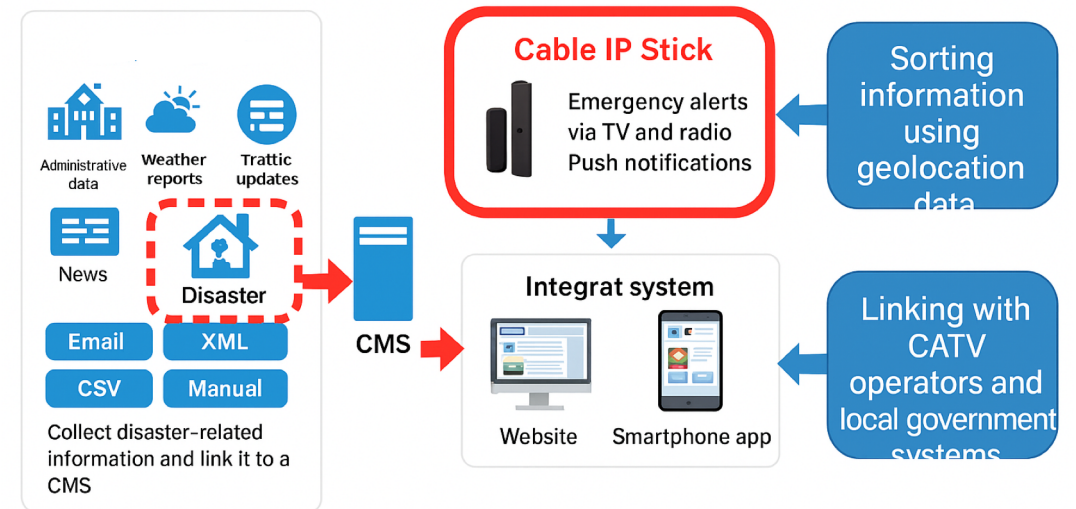 Administrative
data
Weather
reports
Trattic
updates
News
Disaster
Email
XML
CSV
Manual
Collect disaster-related
information and link it to a
CMS
CMS
Cable IP Stick
Emergency alerts
via TV and radio
Push notifications
Integrat system
Website
Smartphone app
Sorting
information
using
geolocation
data
Linking with
CATV
operators and
local government
systems